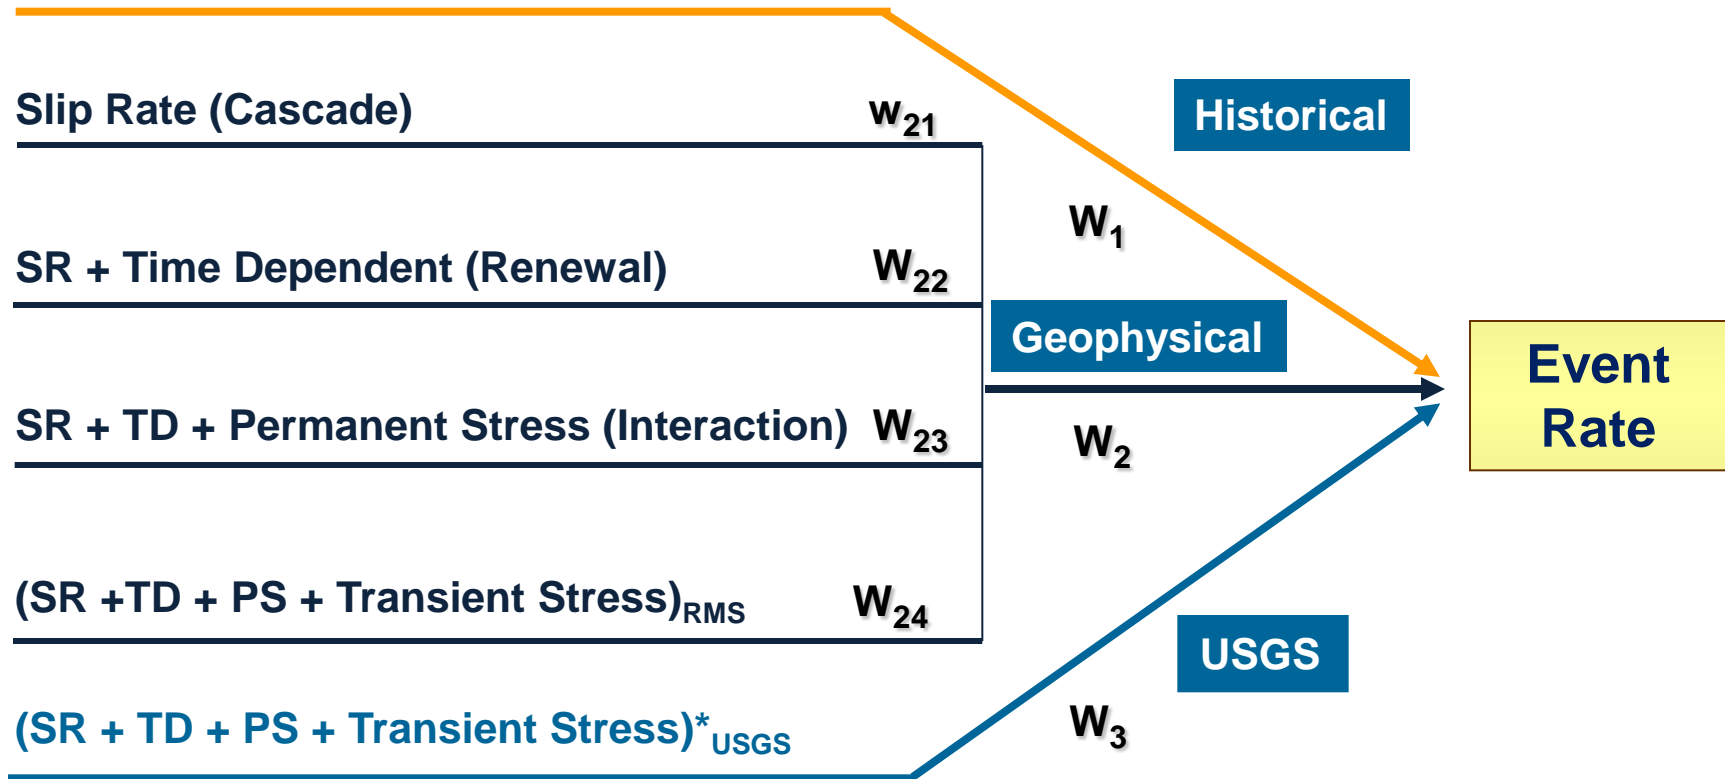 Slip Rate (Cascade) w21
Historical
W1
SR + Time Dependent (Renewal) W22
Geophysical
Event
Rate
SR + TD + Permanent Stress (Interaction) W23
W2
(SR +TD + PS + Transient Stress)RMS W24
USGS
(SR + TD + PS + Transient Stress)*USGS
W3